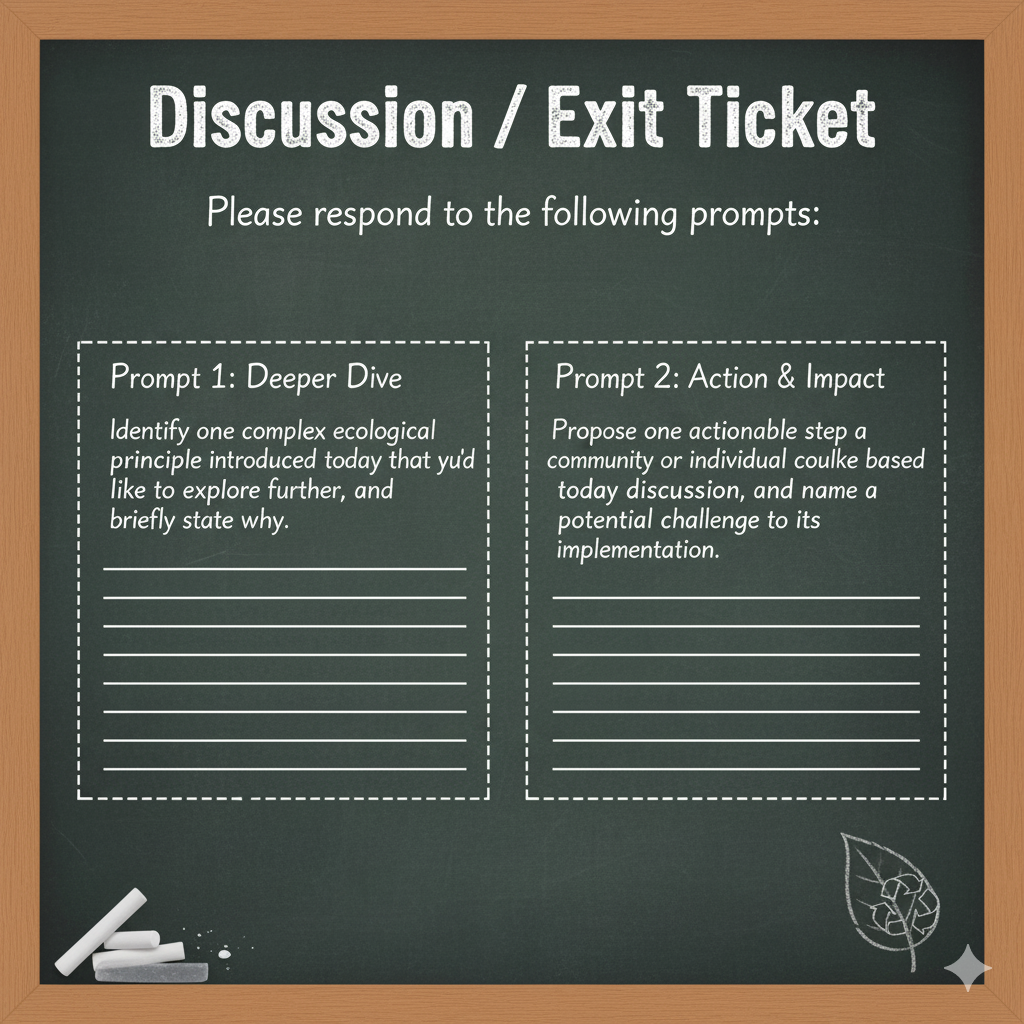 Discussion / Exit Ticket
Please respond to the following prompts:
Prompt 1: Deeper Dive
Identify one complex ecological
principle introduced today that yu'd
like to explore further, and
briefly state why.
Prompt 2: Action & Impact
Propose one actionable step a
community or individual coulke based
today discussion, and name a
potential challenge to its
implementation.